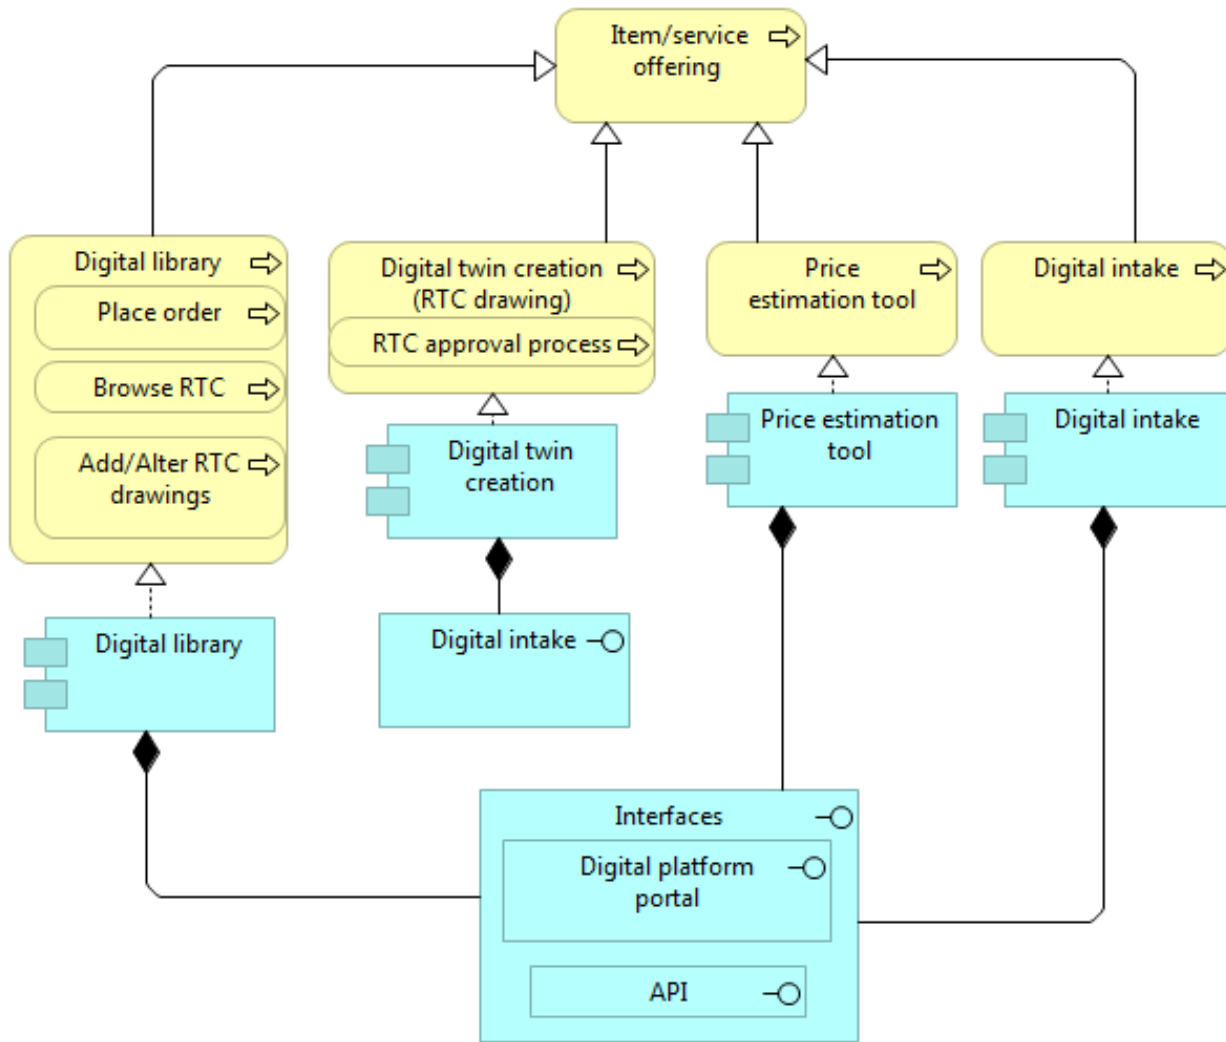 Item/service
offering
Digital library
Place order
Browse RTC
Add/Alter RTC
drawings
Digital twin creation
(RTC drawing)
RTC approval process
Price
estimation tool
Digital intake
Digital twin
creation
Price estimation
tool
Digital intake
Digital library
Digital intake
Interfaces
Digital platform
portal
API